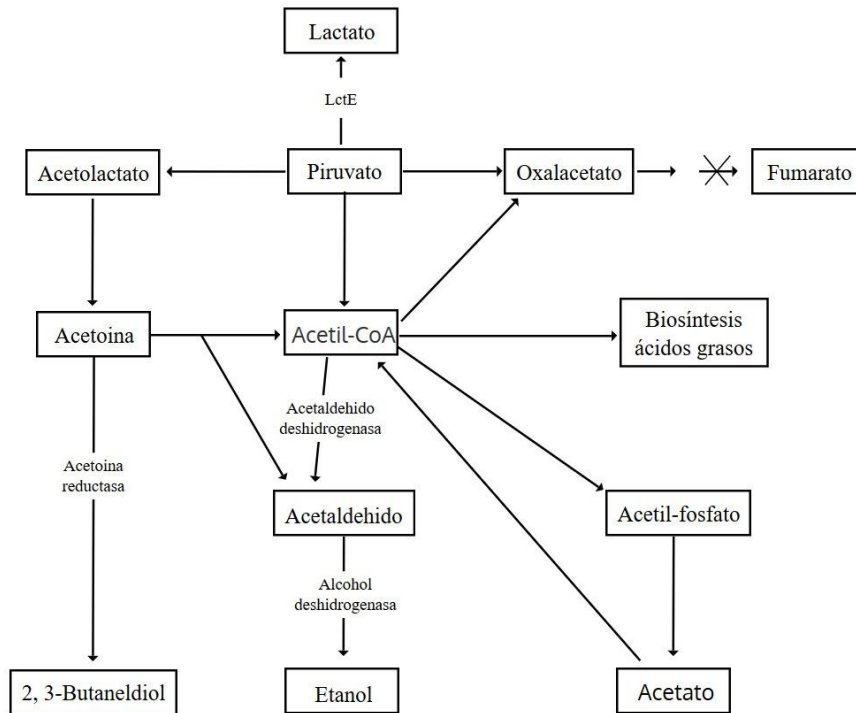 Lactato
LctE
Acetolactato
Piruvato
Oxalacetato
Fumarato
Acetoina
Acetil-CoA
Biosíntesis
ácidos grasos
Acetaldehido
deshidrogenasa
Acetoina
reductasa
Acetaldehido
Acetil-fosfato
Alcohol
deshidrogenasa
2, 3-Butaneldiol
Etanol
Acetato